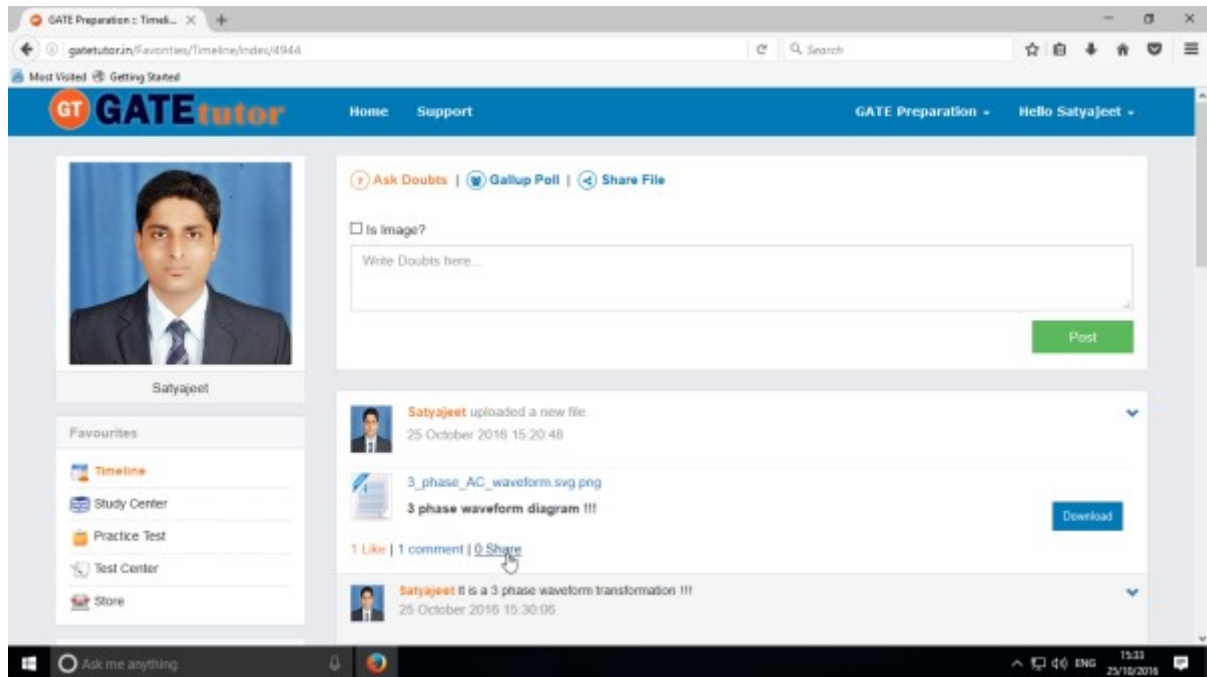 GATE Preparation :: Timeli...
gatetutor.in/Favorities/Timeline/index/4944
Search
Most Visited Getting Started
GT GATEtutor Home Support GATE Preparation Hello Satyajeet
Ask Doubts | Gallup Poll | Share File
Is Image?
Write Doubts here...
Post
Satyajeet
Favourites
Timeline
Study Center
Practice Test
Test Center
Store
Satyajeet uploaded a new file.
25 October 2016 15:20:48
3_phase_AC_waveform.svg.png
3 phase waveform diagram !!!
Download
1 Like | 1 comment | 0 Share
Satyajeet It is a 3 phase waveform transformation !!!
25 October 2016 15:30:06
Ask me anything
ENG
15:33
25/10/2016